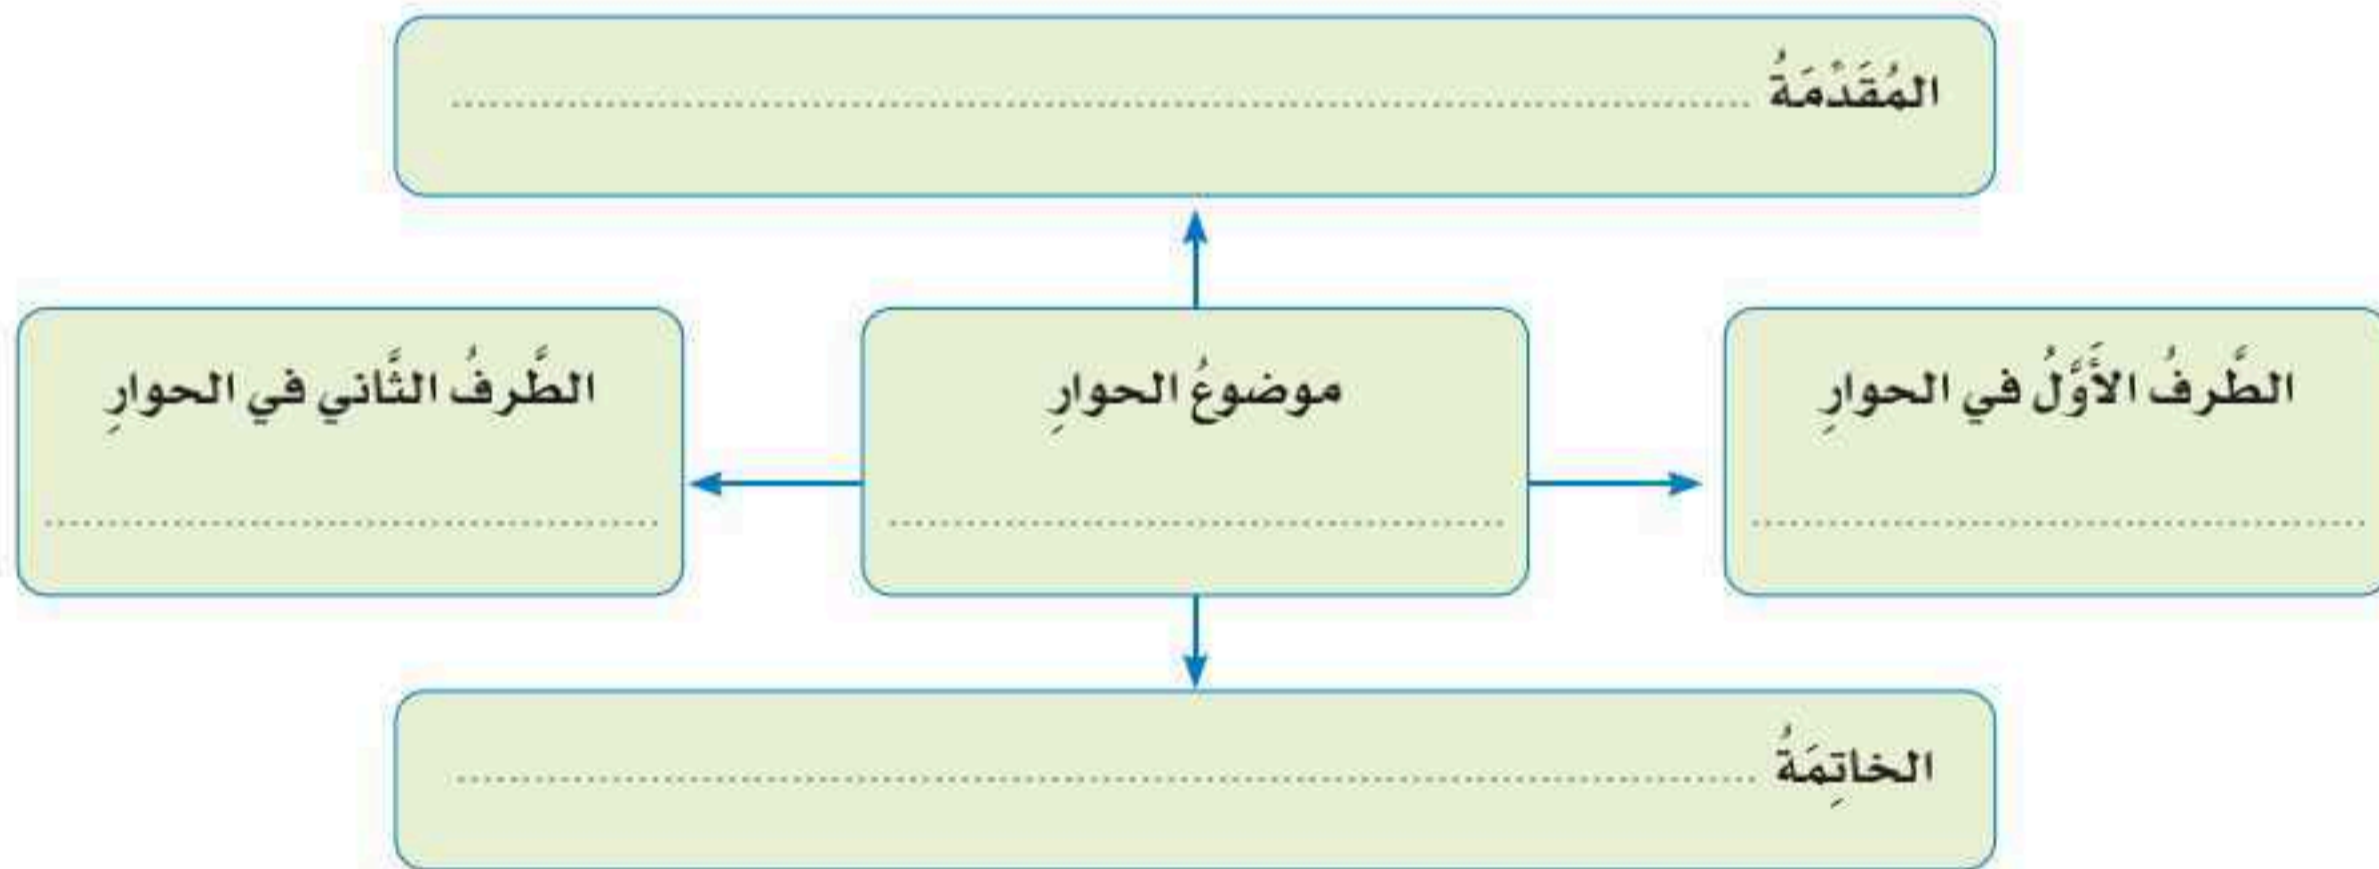 المُقَدِّمَةُ ........................................
الطَّرفُ الأَوَّلُ في الحوارِ
........................................
موضوعُ الحوارِ
........................................
الطَّرفُ الثَّاني في الحوارِ
........................................
الخاتِمَةُ ........................................